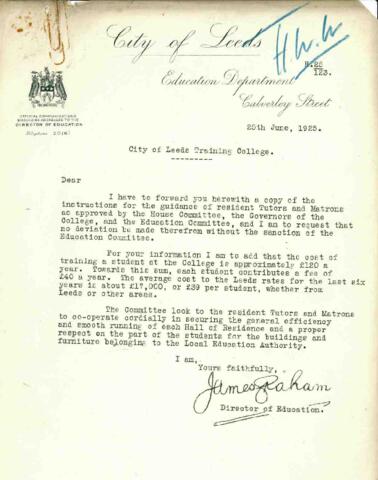 City of Leeds
H.W.W
H.22
123.
Education Department
Calverley Street
OFFICIAL COMMUNICATIONS
SHOULD BE ADDRESSED TO THE
DIRECTOR OF EDUCATION
Telephone
25th June, 1925.
City of Leeds Training College.
Dear
I have to forward you herewith a copy of the
instructions for the guidance of resident Tutors and Matrons
as approved by the House Committee, the Governors of the
College, and the Education Committee, and I am to request that
no deviation be made therefrom without the sanction of the
Education Committee.
For your information I am to add that the cost of
training a student at the College is approximately £120 a
year. Towards this sum, each student contributes a fee of
£40 a year. The average cost to the Leeds rates for the last six
years is about £17,000, or £39 per student, whether from
Leeds or other areas.
The Committee look to the resident Tutors and Matrons
to co-operate cordially in securing the general efficiency
and smooth running of each Hall of Residence and a proper
respect on the part of the students for the buildings and
furniture belonging to the Local Education Authority.
I am,
Yours faithfully,
James Graham
Director of Education.